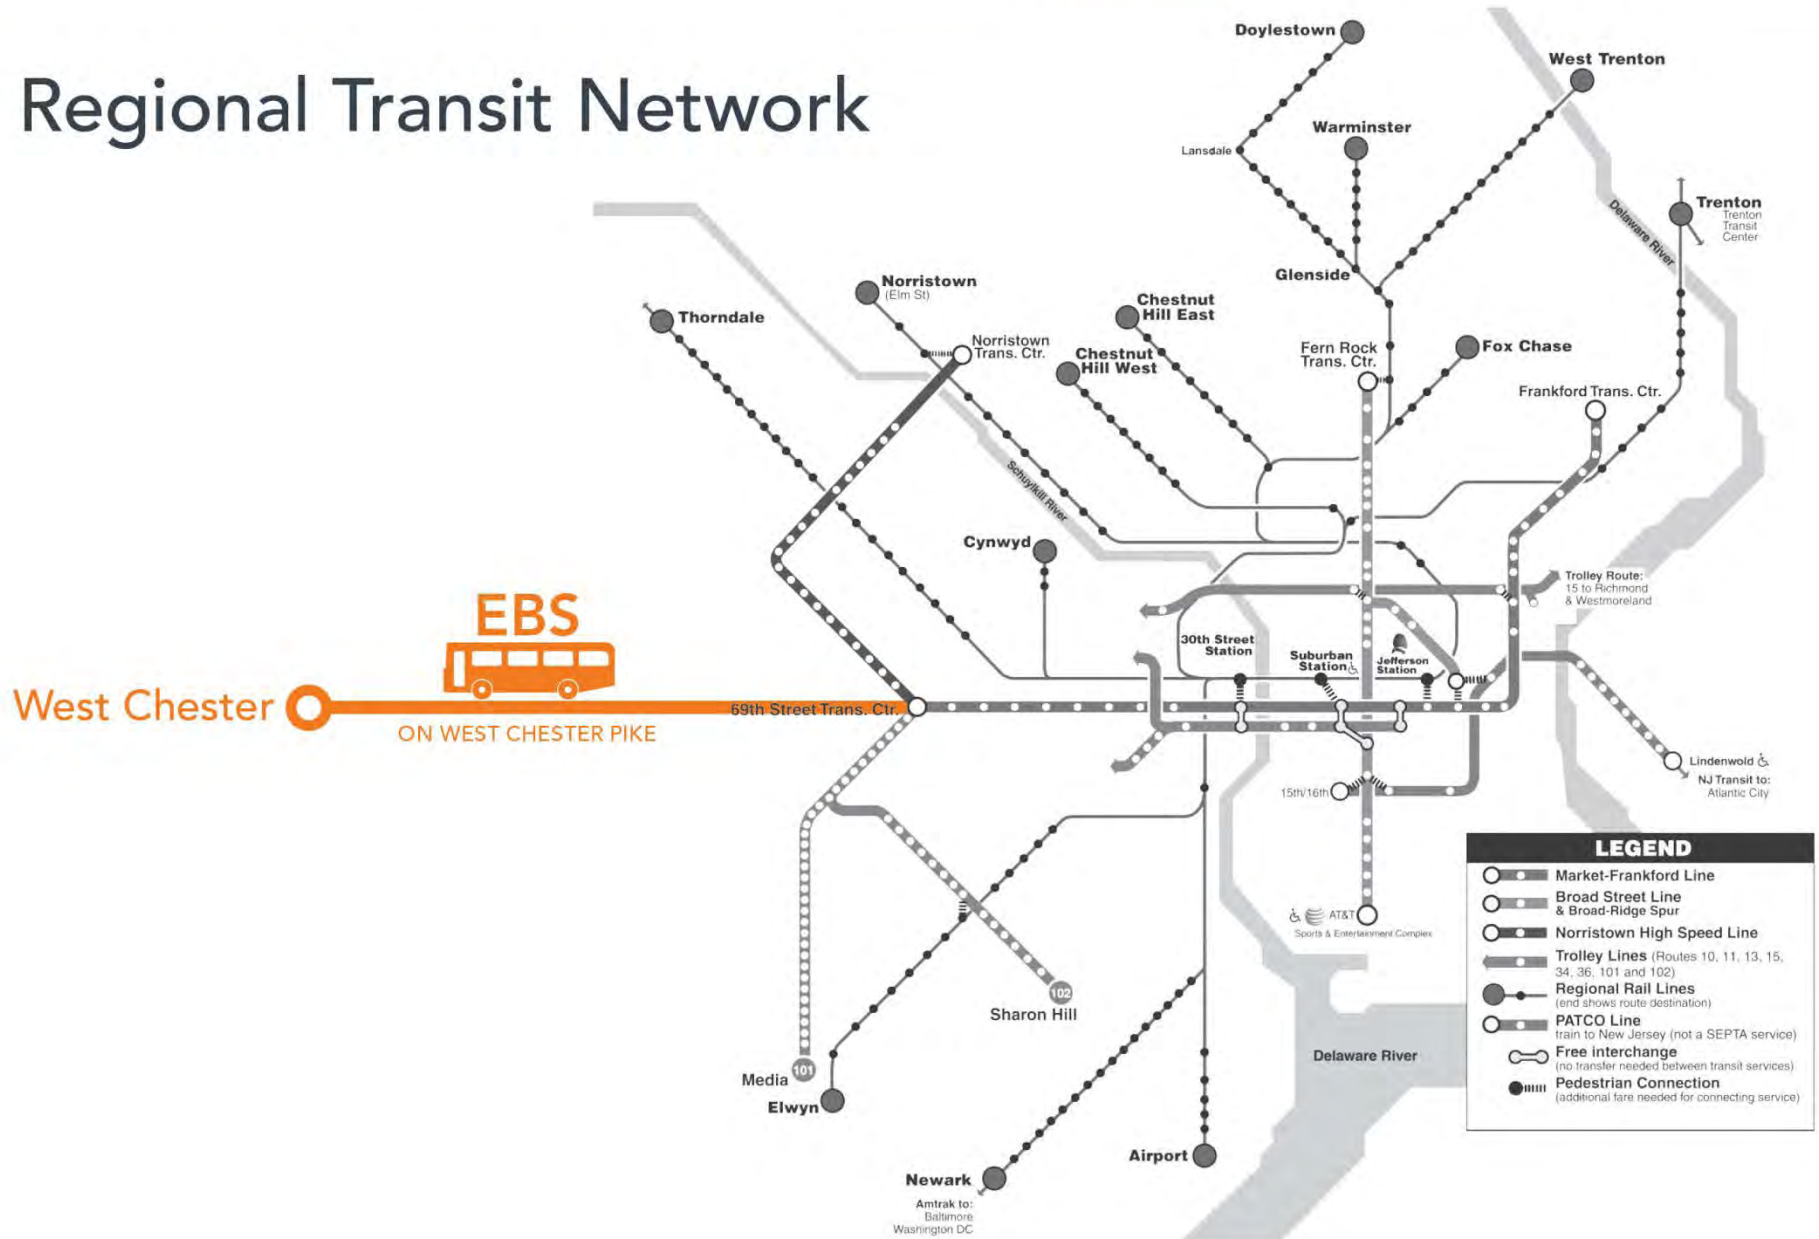 Regional Transit Network
Doylestown
West Trenton
Warminster
Lansdale
Trenton
Trenton
Transit
Center
Delaware River
Glenside
Norristown
(Elm St)
Thorndale
Chestnut
Hill East
Norristown
Trans. Ctr.
Chestnut
Hill West
Fern Rock
Trans. Ctr.
Fox Chase
Frankford Trans. Ctr.
Schuylkill River
Cynwyd
Trolley Route:
15 to Richmond
& Westmoreland
EBS
30th Street
Station
Suburban
Station
Jefferson
Station
West Chester
69th Street Trans. Ctr.
ON WEST CHESTER PIKE
Lindenwold
NJ Transit to:
Atlantic City
15th/16th
AT&T
Sports & Entertainment Complex
102
Sharon Hill
Media
101
Elwyn
Airport
Newark
Amtrak to:
Baltimore
Washington DC
Delaware River
LEGEND
Market-Frankford Line
Broad Street Line
& Broad-Ridge Spur
Norristown High Speed Line
Trolley Lines (Routes 10, 11, 13, 15,
34, 36, 101 and 102)
Regional Rail Lines
(end shows route destination)
PATCO Line
train to New Jersey (not a SEPTA service)
Free interchange
(no transfer needed between transit services)
Pedestrian Connection
(additional fare needed for connecting service)